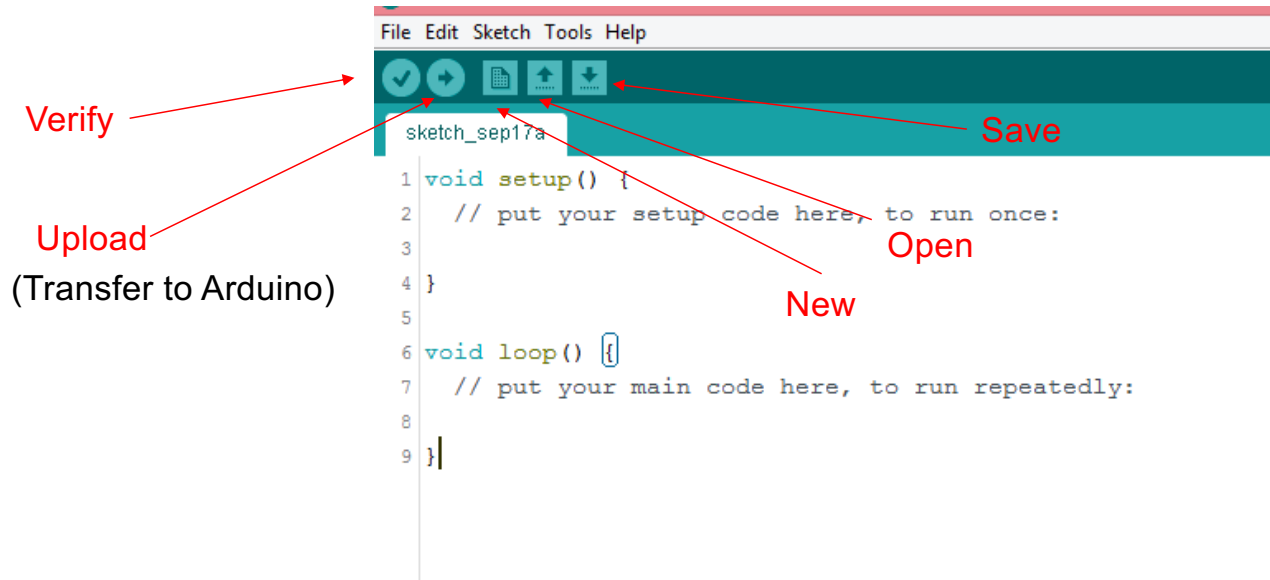 File Edit Sketch Tools Help
Verify
Save
sketch_sep17a
1 void setup() {
2 // put your setup code here, to run once:
Upload
Open
3
(Transfer to Arduino)
4 }
New
5
6 void loop() {
7 // put your main code here, to run repeatedly:
8
9 }